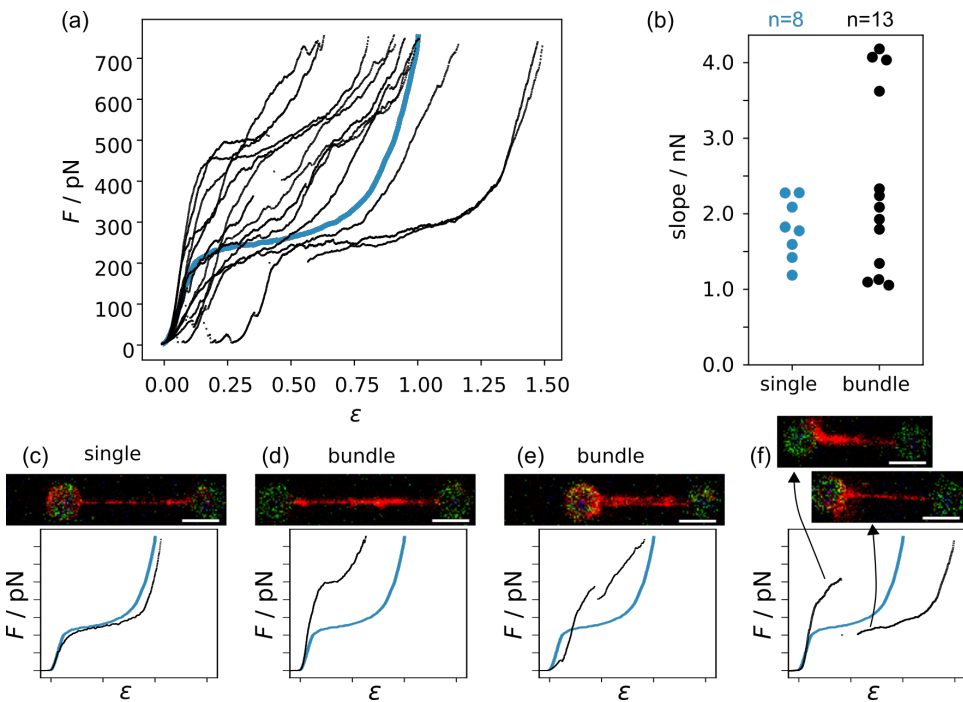 (a)
F / pN
700
600
500
400
300
200
100
0
0.00 0.25 0.50 0.75 1.00 1.25 1.50
ε
(b)
n=8 n=13
slope / nN
4.0
3.0
2.0
1.0
0.0
single bundle
(c) single
F / pN
ε
(d) bundle
F / pN
ε
(e) bundle
F / pN
ε
(f)
F / pN
ε